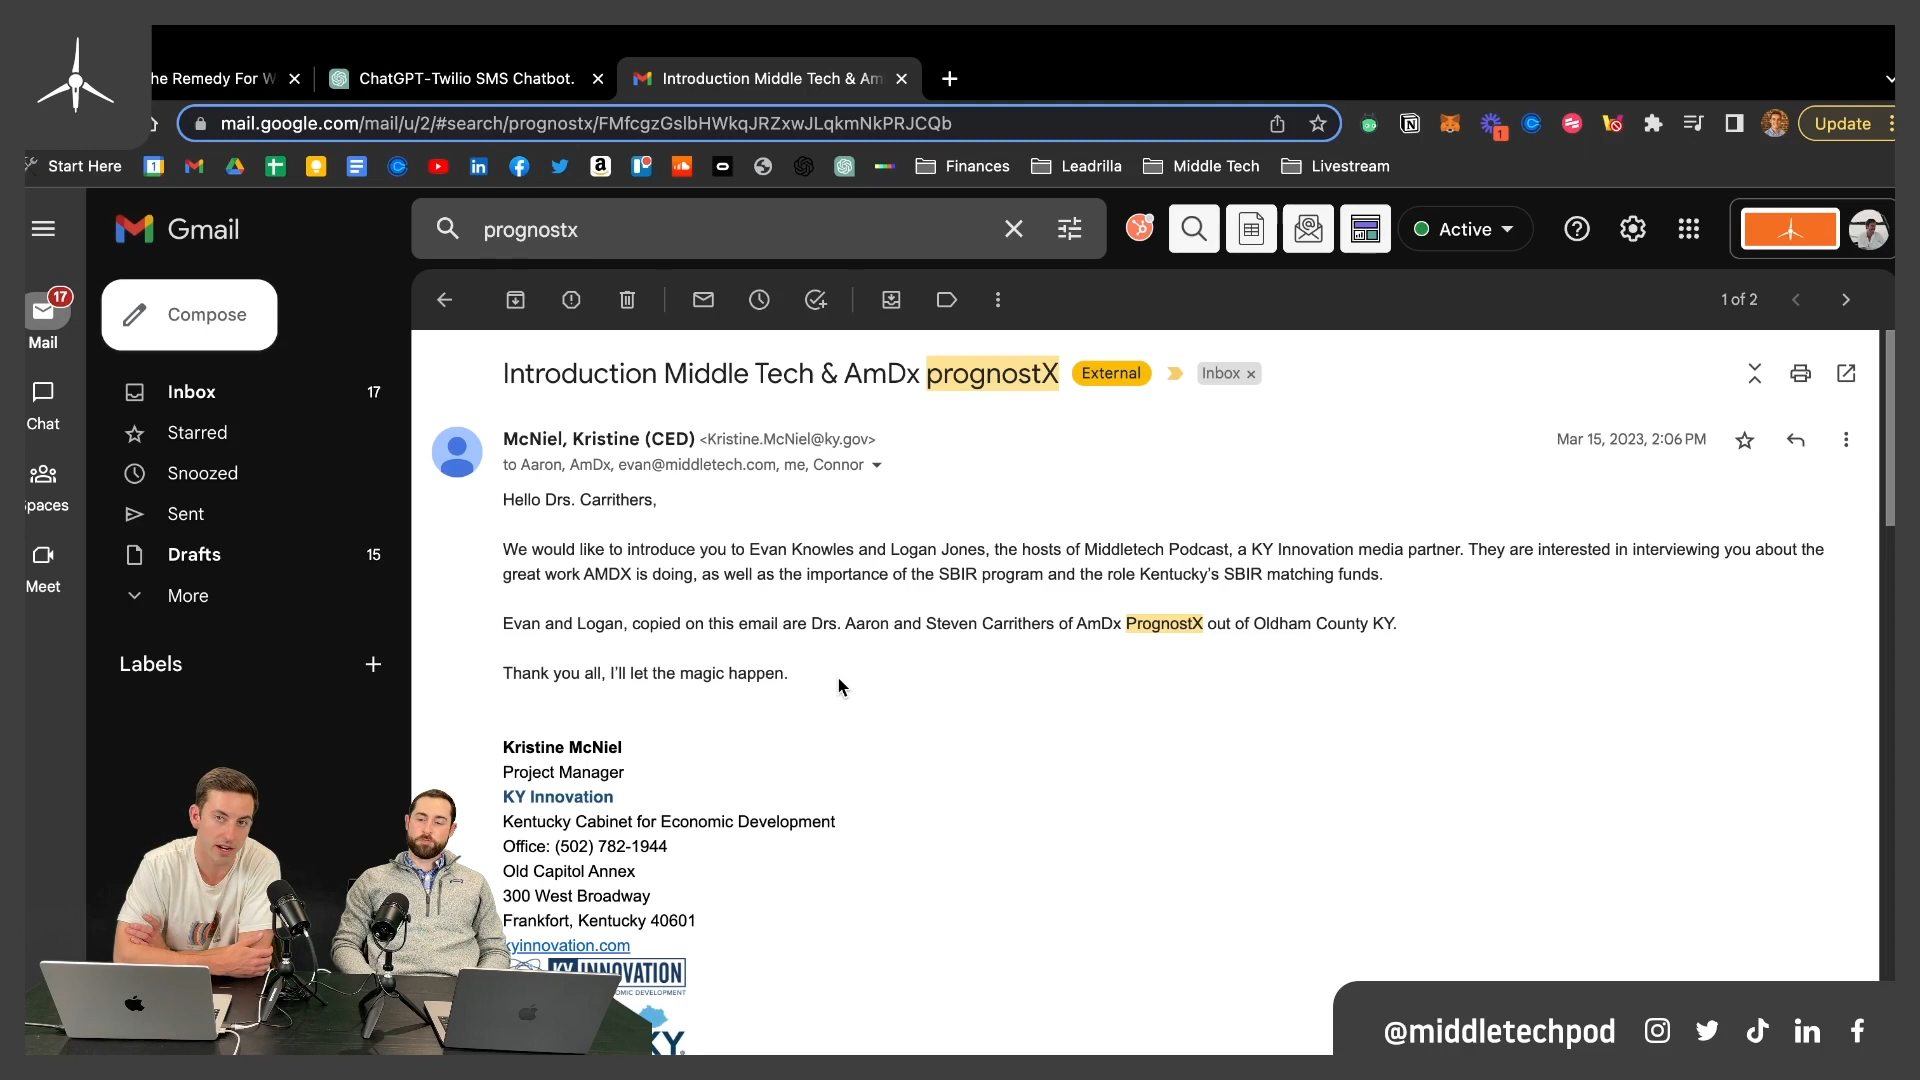 he Remedy For W
ChatGPT-Twilio SMS Chatbot.
Introduction Middle Tech & Am
mail.google.com/mail/u/2/#search/prognostx/FMfcgzGslbHWkqJRZxwJLqkmNkPRJCQb
1
Update
Start Here
1
Finances
Leadrilla
Middle Tech
Livestream
Gmail
prognostx
Active
17
Mail
Compose
1 of 2
Chat
Spaces
Meet
Inbox 17
Starred
Snoozed
Sent
Drafts 15
More
Labels
Introduction Middle Tech & AmDx prognostX External Inbox
McNiel, Kristine (CED) <Kristine.McNiel@ky.gov>
Mar 15, 2023, 2:06 PM
to Aaron, AmDx, evan@middletech.com, me, Connor
Hello Drs. Carrithers,
We would like to introduce you to Evan Knowles and Logan Jones, the hosts of Middletech Podcast, a KY Innovation media partner. They are interested in interviewing you about the
great work AMDX is doing, as well as the importance of the SBIR program and the role Kentucky’s SBIR matching funds.
Evan and Logan, copied on this email are Drs. Aaron and Steven Carrithers of AmDx PrognostX out of Oldham County KY.
Thank you all, I’ll let the magic happen.
Kristine McNiel
Project Manager
KY Innovation
Kentucky Cabinet for Economic Development
Office: (502) 782-1944
Old Capitol Annex
300 West Broadway
Frankfort, Kentucky 40601
kyinnovation.com
KY INNOVATION
OMIC DEVELOPMENT
KY.
@middletechpod